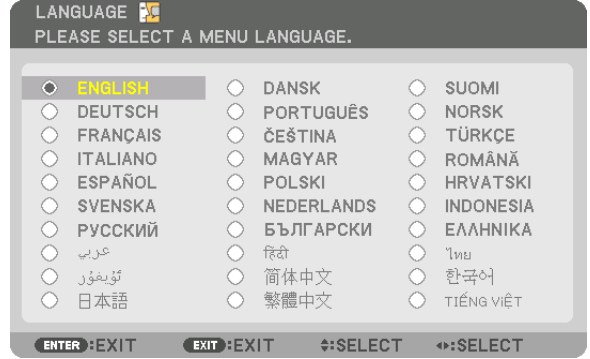 LANGUAGE
PLEASE SELECT A MENU LANGUAGE.
ENGLISH DANSK SUOMI
DEUTSCH PORTUGUÊS NORSK
FRANÇAIS ČEŠTINA TÜRKÇE
ITALIANO MAGYAR ROMÂNĂ
ESPAÑOL POLSKI HRVATSKI
SVENSKA NEDERLANDS INDONESIA
РУССКИЙ БЪЛГАРСКИ ΕΛΛΗΝΙΚΑ
عربي हिंदी ไทย
ئۇيغۇر 简体中文 한국어
日本語 繁體中文 TIẾNG VIỆT
ENTER :EXIT EXIT :EXIT :SELECT :SELECT